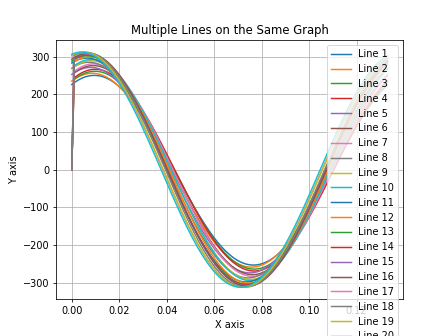 Multiple Lines on the Same Graph
Y axis
300
200
100
0
−100
−200
−300
0.00
0.02
0.04
0.06
0.08
0.10
X axis
Line 1
Line 2
Line 3
Line 4
Line 5
Line 6
Line 7
Line 8
Line 9
Line 10
Line 11
Line 12
Line 13
Line 14
Line 15
Line 16
Line 17
Line 18
Line 19
Line 20